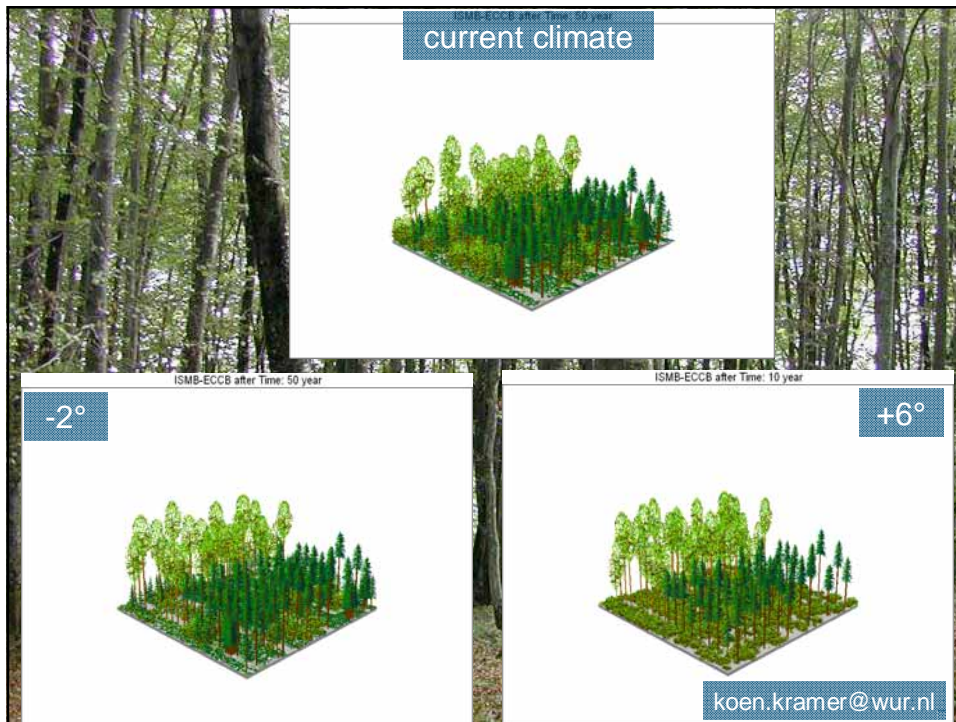 ISMB-ECCB after Time: 50 year
current climate
ISMB-ECCB after Time: 50 year
-2°
ISMB-ECCB after Time: 10 year
+6°
koen.kramer@wur.nl